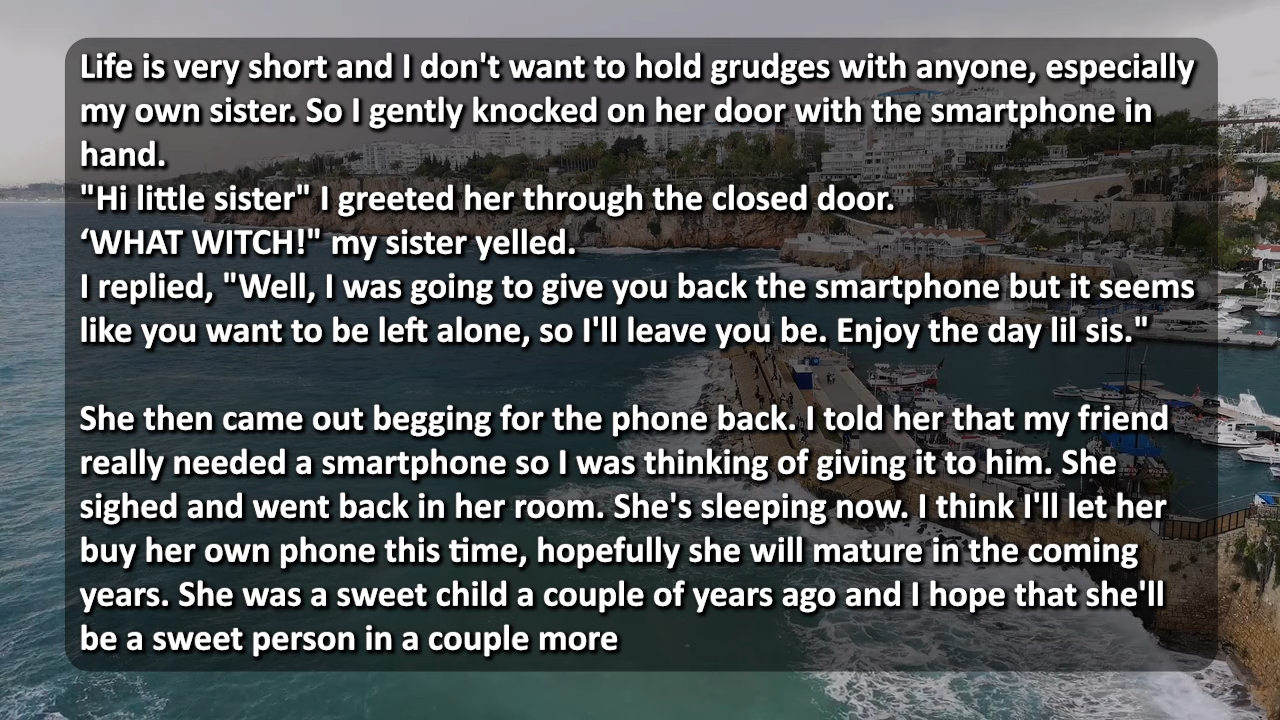 Life is very short and I don't want to hold grudges with anyone, especially
my own sister. So I gently knocked on her door with the smartphone in
hand.
"Hi little sister" I greeted her through the closed door.
‘WHAT WITCH!" my sister yelled.
I replied, "Well, I was going to give you back the smartphone but it seems
like you want to be left alone, so I'll leave you be. Enjoy the day lil sis."
She then came out begging for the phone back. I told her that my friend
really needed a smartphone so I was thinking of giving it to him. She
sighed and went back in her room. She's sleeping now. I think I'll let her
buy her own phone this time, hopefully she will mature in the coming
years. She was a sweet child a couple of years ago and I hope that she'll
be a sweet person in a couple more